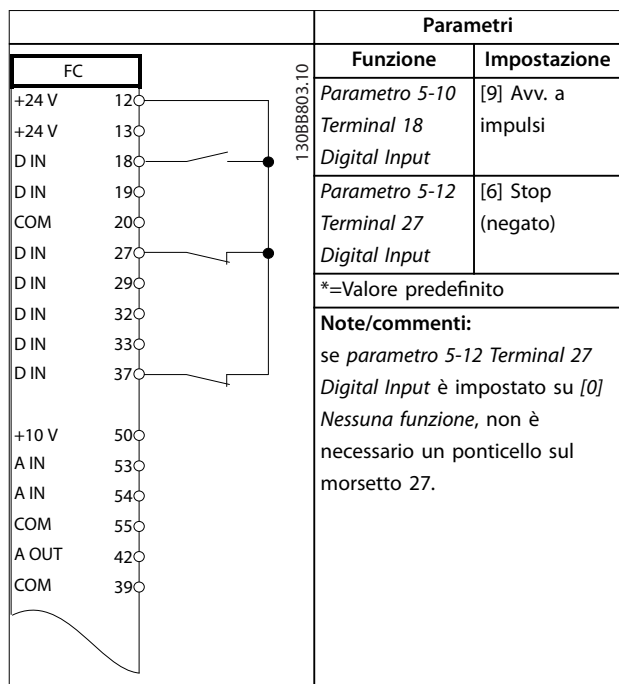 FC
+24 V 12
+24 V 13
D IN 18
D IN 19
COM 20
D IN 27
D IN 29
D IN 32
D IN 33
D IN 37
+10 V 50
A IN 53
A IN 54
COM 55
A OUT 42
COM 39
130BB803.10
Parametri
Funzione Impostazione
Parametro 5-10 [9] Avv. a
Terminal 18 impulsi
Digital Input
Parametro 5-12 [6] Stop
Terminal 27 (negato)
Digital Input
*=Valore predefinito
Note/commenti:
se parametro 5-12 Terminal 27
Digital Input è impostato su [0]
Nessuna funzione, non è
necessario un ponticello sul
morsetto 27.